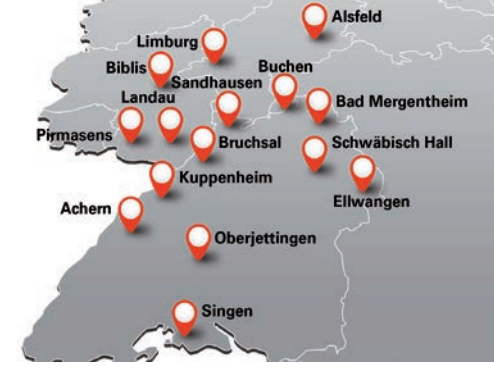 Alsfeld
Limburg
Biblis
Buchen
Sandhausen
Landau
Bad Mergentheim
Pirmasens
Bruchsal
Schwäbisch Hall
Kuppenheim
Ellwangen
Achern
Oberjettingen
Singen